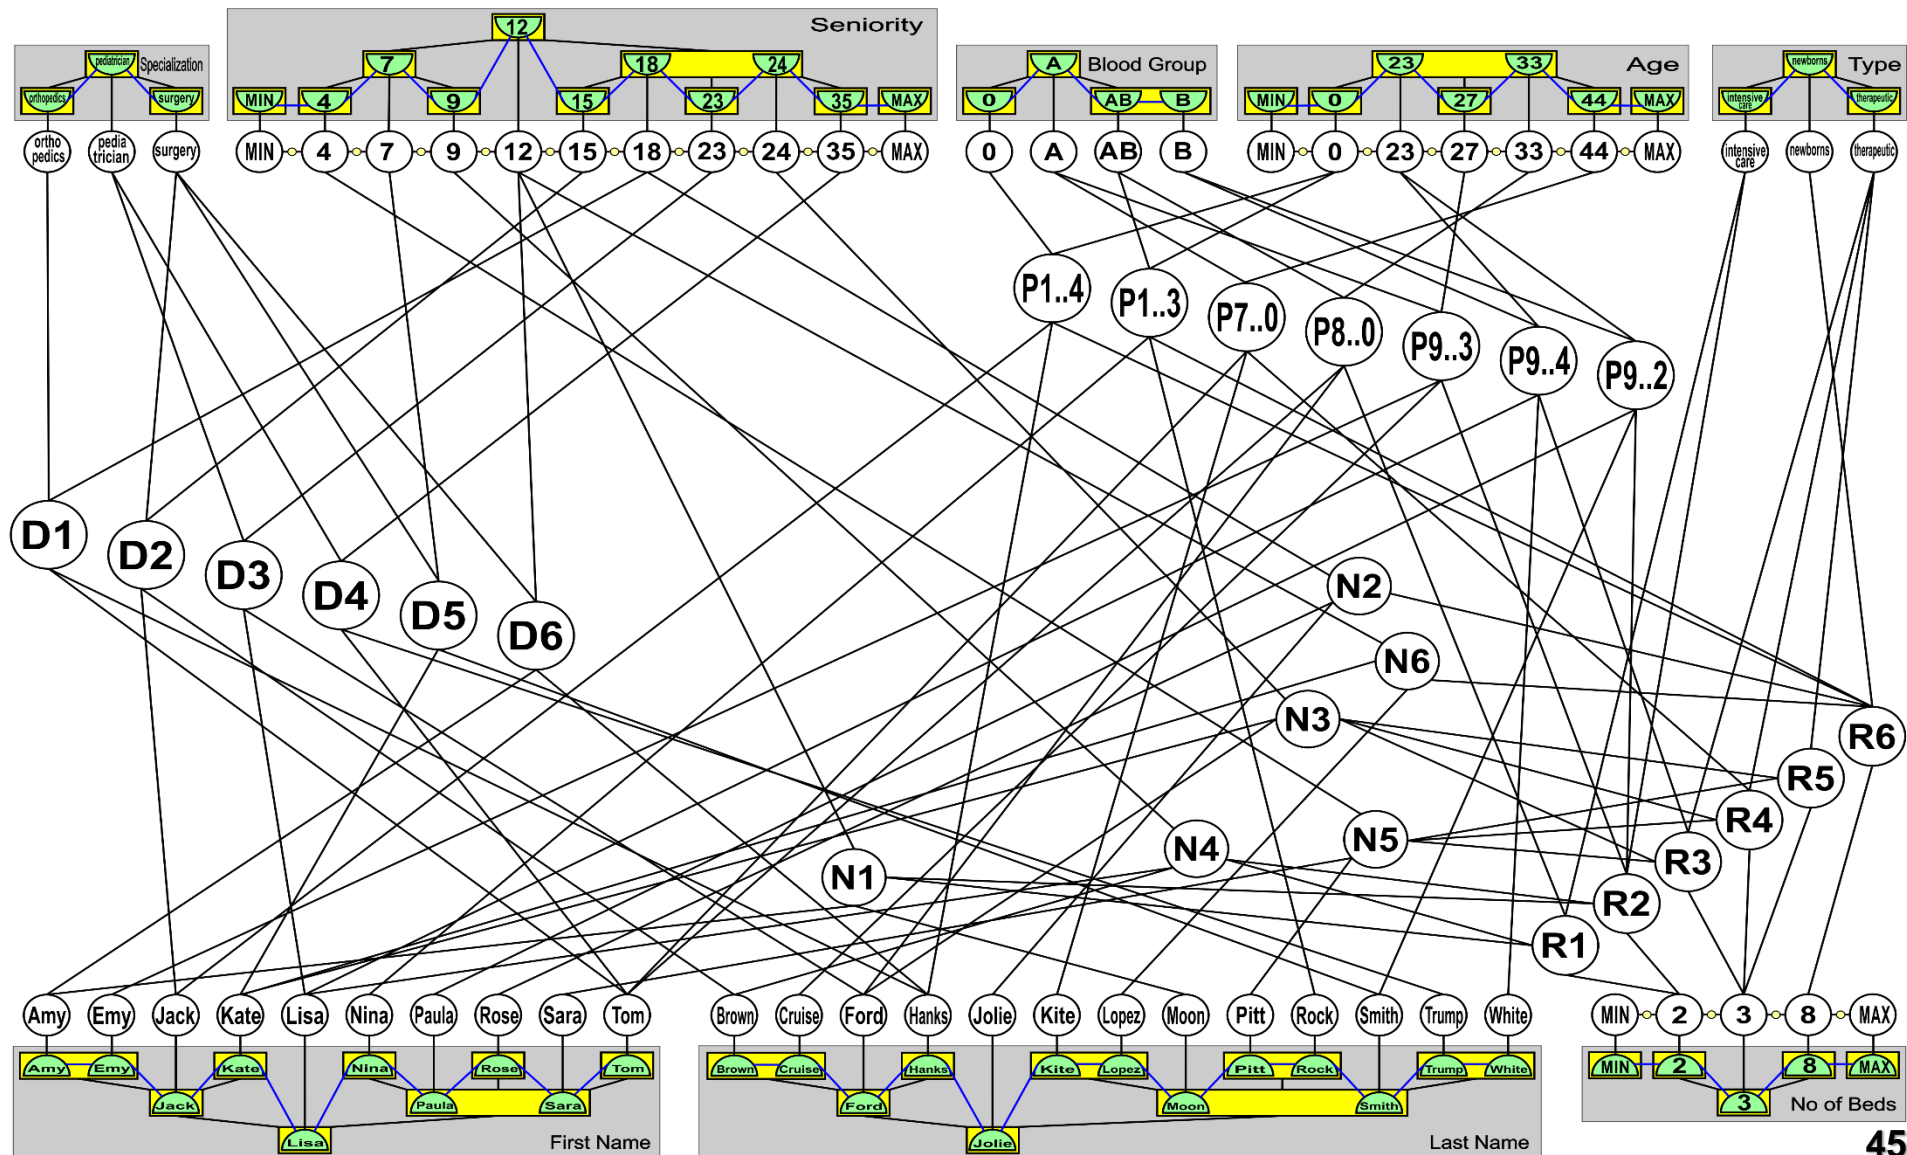 Seniority
12
7
18
24
MIN
4
9
15
23
35
MAX
Specialization
pediatrician
orthopedics
surgery
Blood Group
A
0
AB
B
Age
23
33
MIN
0
27
44
MAX
Type
newborns
intensive
care
therapeutic
ortho
pedics
pedia
trician
surgery
MIN 4 7 9 12 15 18 23 24 35 MAX
0 A AB B
MIN 0 23 27 33 44 MAX
intensive
care
newborns
therapeutic
P1..4
P1..3
P7..0
P8..0
P9..3
P9..4
P9..2
D1
D2
D3
D4
D5
D6
N2
N6
N3
N5
N4
N1
R6
R5
R4
R3
R2
R1
Amy Emy Jack Kate Lisa Nina Paula Rose Sara Tom
Brown Cruise Ford Hanks Jolie Kite Lopez Moon Pitt Rock Smith Trump White
MIN 2 3 8 MAX
Amy Emy Kate Nina Rose Tom
Jack Paula Sara
Lisa
First Name
Brown Cruise Hanks Kite Lopez Pitt Rock Trump White
Ford Moon Smith
Jolie
Last Name
MIN 2 8 MAX
3
No of Beds
45